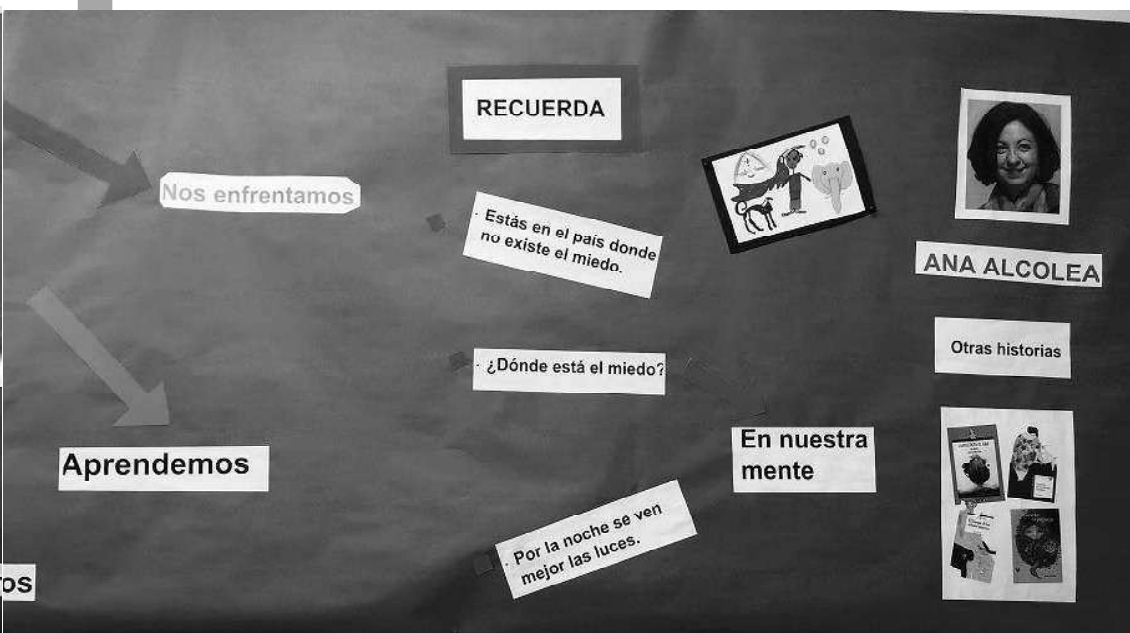 RECUERDA
Nos enfrentamos
· Estás en el país donde
no existe el miedo.
ANA ALCOLEA
Otras historias
· ¿Dónde está el miedo?
En nuestra
mente
Aprendemos
· Por la noche se ven
mejor las luces.
os